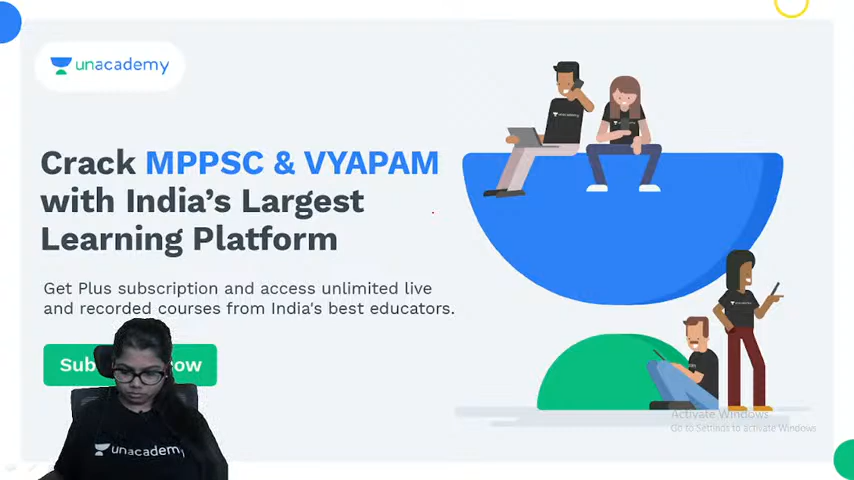 unacademy
Crack MPPSC & VYAPAM
with India's Largest
Learning Platform
Get Plus subscription and access unlimited live
and recorded courses from India's best educators.
unacademy
Activate Windows
Go to Settings to activate Windows